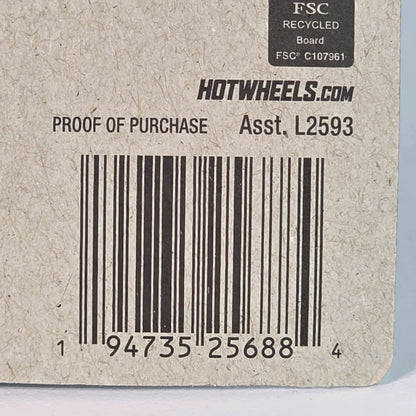 FSC
RECYCLED
Board
FSC® C107961
HOTWHEELS.COM
PROOF OF PURCHASE Asst. L2593
1 94735 25688 4